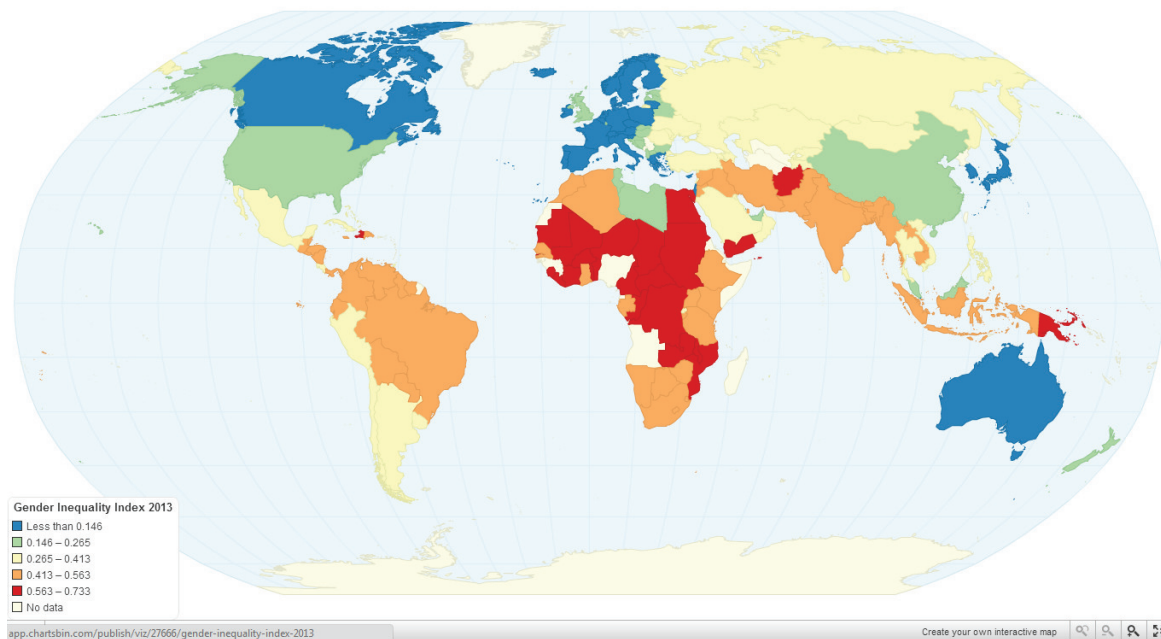 Gender Inequality Index 2013
Less than 0.146
0.146 – 0.265
0.265 – 0.413
0.413 – 0.563
0.563 – 0.733
No data
app.chartsbin.com/publish/viz/27666/gender-inequality-index-2013
Create your own interactive map